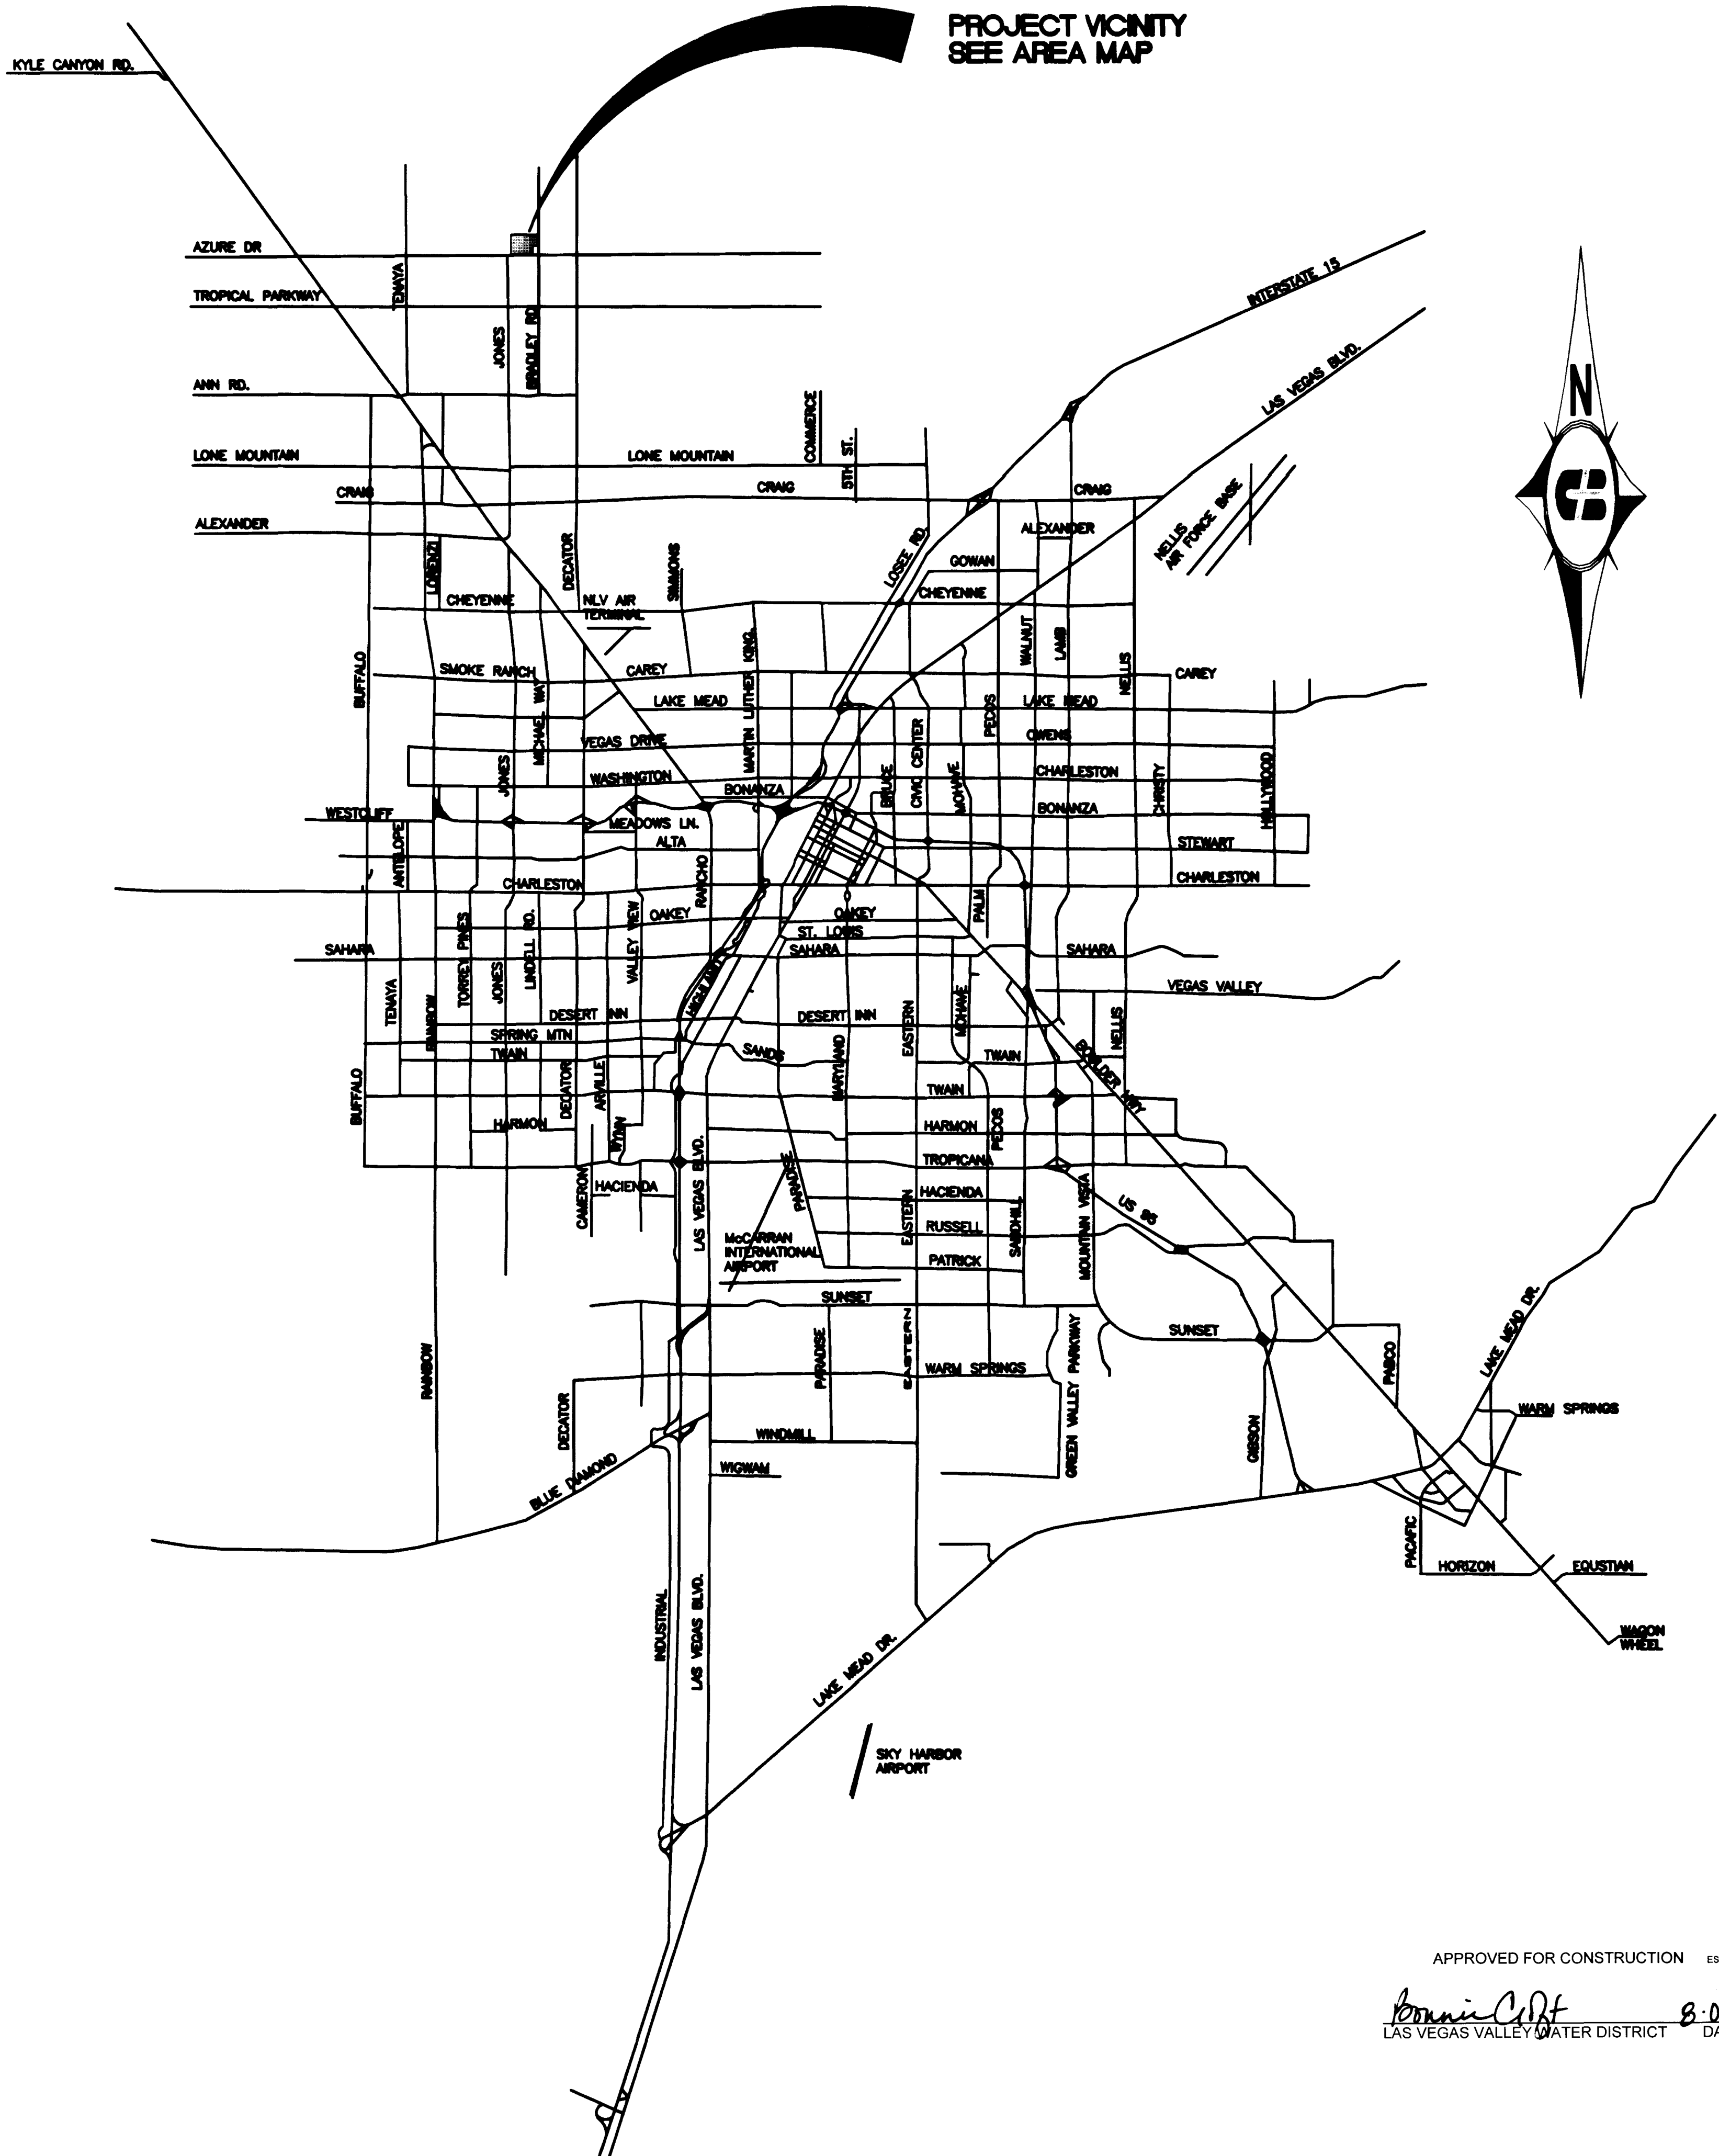 PROJECT VICINITY
SEE AREA MAP
KYLE CANYON RD.
AZURE DR
TENAYA
TROPICAL PARKWAY
JONES
BRADLEY RD
INTERSTATE 15
LAS VEGAS BLVD.
N
ANN RD.
COMMERCE
5TH ST.
LONE MOUNTAIN
LONE MOUNTAIN
CRAIG
CRAIG
CRAIG
NELLIS
AIR FORCE BASE
ALEXANDER
ALEXANDER
LORENZI
DECATOR
SIMMONS
LOSEE RD.
GOWAN
CHEYENNE
NLV AIR
TERMINAL
CHEYENNE
BUFFALO
SMOKE RANCH
MICHAEL WAY
CAREY
MARTIN LUTHER KING.
WALNUT
LAMB
NELLIS
CAREY
LAKE MEAD
PECOS
LAKE MEAD
VEGAS DRIVE
CIVIC CENTER
OWENS
JONES
WASHINGTON
BRUCE
MOHAVE
CHARLESTON
CHRISTY
HOLLYWOOD
BONANZA
BONANZA
WESTCLIFF
MEADOWS LN.
ANTELOPE
ALTA
STEWART
CHARLESTON
RANCHO
CHARLESTON
TORREY PINES
LINDELL RD.
VALLEY VIEW
OAKEY
OAKEY
PALM
ST. LOUIS
SAHARA
JONES
SAHARA
SAHARA
TENAYA
RAINBOW
HIGHLAND
VEGAS VALLEY
DESERT INN
DESERT INN
EASTERN
MOHAVE
NELLIS
SPRING MTN
TWAIN
SANDS
MARYLAND
TWAIN
BOULDER HWY
BUFFALO
DECATOR
ARVILLE
TWAIN
HARMON
WYNN
HARMON
PECOS
LAS VEGAS BLVD.
PARADISE
TROPICANA
CAMERON
HACIENDA
HACIENDA
EASTERN
SANDHILL
MOUNTAIN VISTA
US 95
RUSSELL
McCARRAN
INTERNATIONAL
AIRPORT
PATRICK
SUNSET
RAINBOW
PARADISE
EASTERN
GREEN VALLEY PARKWAY
SUNSET
LAKE MEAD DR.
PABCO
WARM SPRINGS
DECATOR
WARM SPRINGS
WINDMILL
GIBSON
BLUE DIAMOND
WIGWAM
PACAFIC
HORIZON
EQUSTIAN
INDUSTRIAL
LAS VEGAS BLVD.
LAKE MEAD DR.
WAGON
WHEEL
SKY HARBOR
AIRPORT
APPROVED FOR CONSTRUCTION ES
LAS VEGAS VALLEY WATER DISTRICT DA